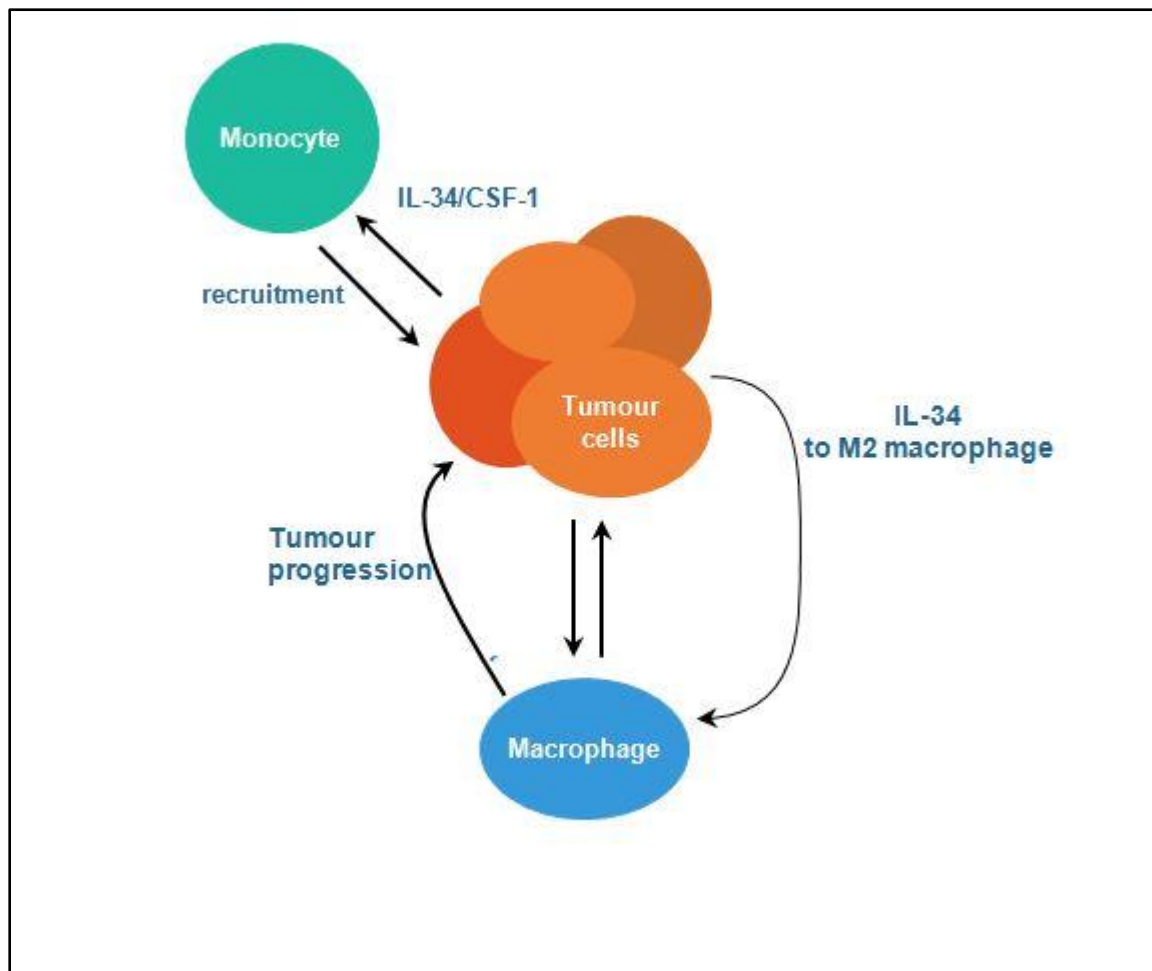 Monocyte
IL-34/CSF-1
recruitment
Tumour
cells
IL-34
to M2 macrophage
Tumour
progression
Macrophage